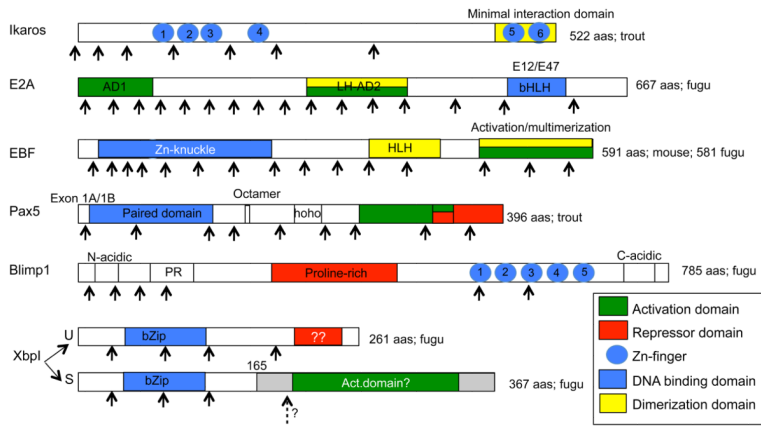 Minimal interaction domain
Ikaros 1 2 3 4 5 6 522 aas; trout
E12/E47
E2A AD1 LH-AD2 bHLH 667 aas; fugu
Activation/multimerization
EBF Zn-knuckle HLH 591 aas; mouse; 581 fugu
Exon 1A/1B Octamer
Pax5 Paired domain hoho 396 aas; trout
N-acidic C-acidic
Blimp1 PR Proline-rich 1 2 3 4 5 785 aas; fugu
U bZip ?? 261 aas; fugu
XbpI
165
S bZip Act.domain? 367 aas; fugu
?
Activation domain
Repressor domain
Zn-finger
DNA binding domain
Dimerization domain